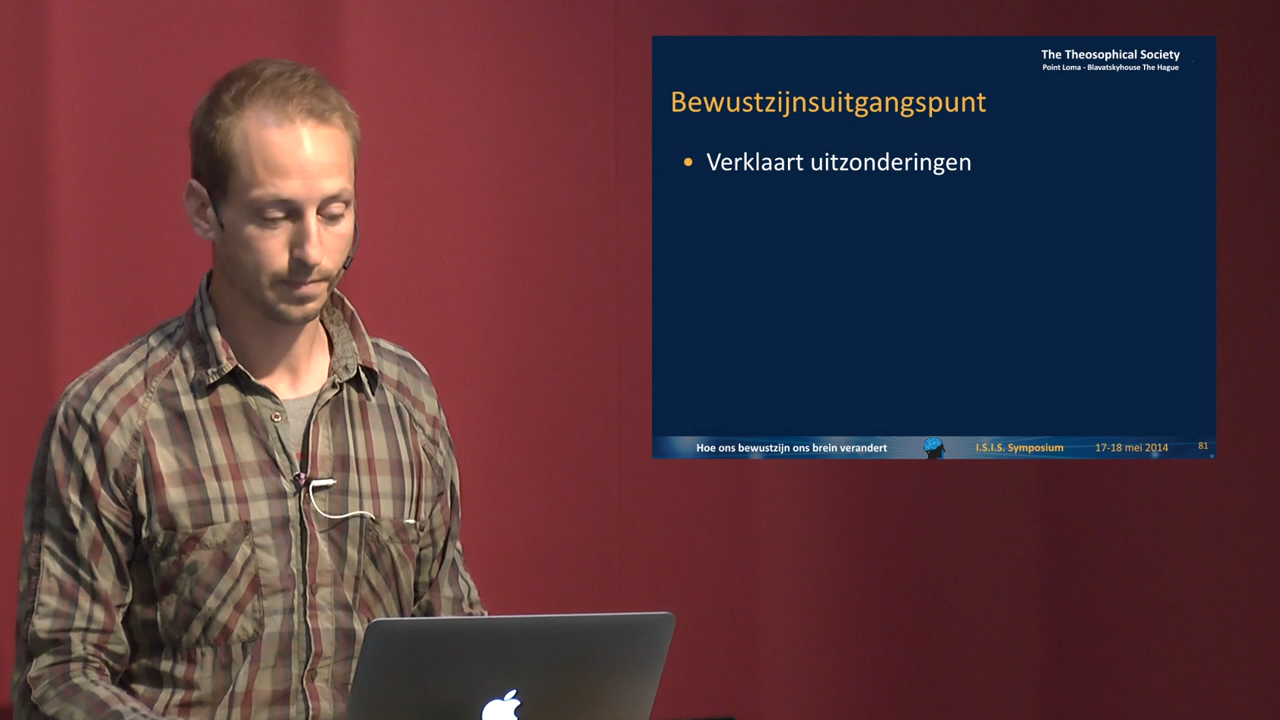 The Theosophical Society
Point Loma - Blavatskyhouse The Hague
Bewustzijnsuitgangspunt
• Verklaart uitzonderingen
Hoe ons bewustzijn ons brein verandert
I.S.I.S. Symposium
17-18 mei 2014
81